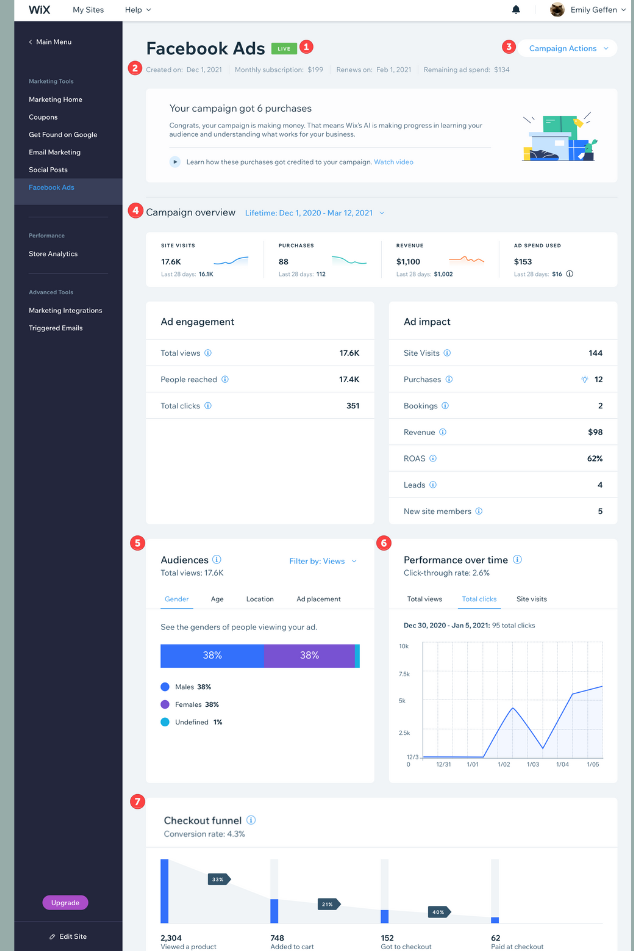 WiX My Sites Help Emily Geffen
Main Menu
Marketing Tools
Marketing Home
Coupons
Get Found on Google
Email Marketing
Social Posts
Facebook Ads
Performance
Store Analytics
Advanced Tools
Marketing Integrations
Triggered Emails
Upgrade
Edit Site
Facebook Ads LIVE 1
3 Campaign Actions
2 Created on: Dec 1, 2021 Monthly subscription: $199 Renews on: Feb 1, 2021 Remaining ad spend: $134
Your campaign got 6 purchases
Congrats, your campaign is making money. That means Wix's AI is making progress in learning your
audience and understanding what works for your business.
Learn how these purchases got credited to your campaign. Watch video
4 Campaign overview Lifetime: Dec 1, 2020 - Mar 12, 2021
SITE VISITS PURCHASES REVENUE AD SPEND USED
17.6K 88 $1,100 $153
Last 28 days: 16.1K Last 28 days: 112 Last 28 days: $1,002 Last 28 days: $16
Ad engagement
Total views 17.6K
People reached 17.4K
Total clicks 351
Ad impact
Site Visits 144
Purchases 12
Bookings 2
Revenue $98
ROAS 62%
Leads 4
New site members 5
5
Audiences Filter by: Views
Total views: 17.6K
Gender Age Location Ad placement
See the genders of people viewing your ad.
38% 38%
Males 38%
Females 38%
Undefined 1%
6
Performance over time
Click-through rate: 2.6%
Total views Total clicks Site visits
Dec 30, 2020 - Jan 5, 2021: 95 total clicks
10k
7.5k
5k
2.5k
12/3
0 12/31 1/01 1/02 1/03 1/04 1/05
7
Checkout funnel
Conversion rate: 4.3%
33% 21% 40%
2,304 748 152 62
Viewed a product Added to cart Got to checkout Paid at checkout